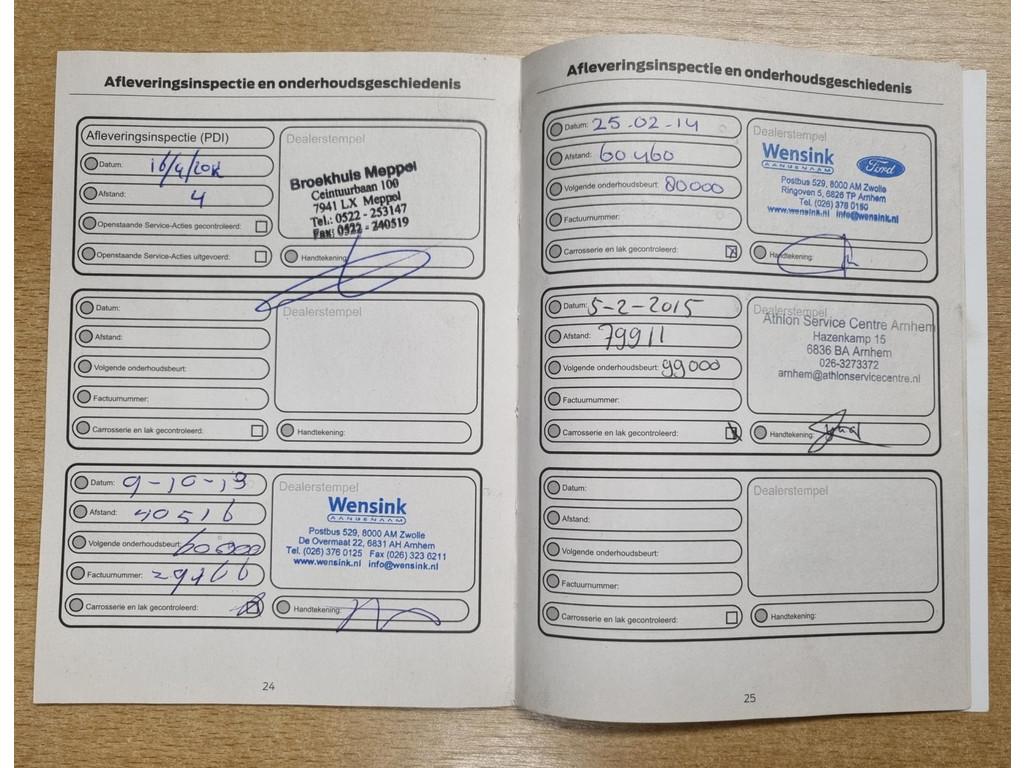 Afleveringsinspectie en onderhoudsgeschiedenis
Afleveringsinspectie (PDI)
Datum: 16/4/2012
Afstand: 4
Openstaande Service-Acties gecontroleerd:
Openstaande Service-Acties uitgevoerd:
Dealerstempel
Broekhuis Meppel
Ceintuurbaan 100
7941 LX Meppel
Tel.: 0522 - 253147
Fax: 0522 - 240519
Handtekening:
Datum:
Afstand:
Volgende onderhoudsbeurt:
Factuurnummer:
Carrosserie en lak gecontroleerd:
Dealerstempel
Handtekening:
Datum: 9-10-13
Afstand: 40516
Volgende onderhoudsbeurt: 60000
Factuurnummer:
Carrosserie en lak gecontroleerd:
Dealerstempel
Wensink
AANGENAAM
Postbus 529, 8000 AM Zwolle
De Overmaat 22, 6831 AH Arnhem
Tel. (026) 376 0125 Fax (026) 323 6211
www.wensink.nl info@wensink.nl
Handtekening:
24
Afleveringsinspectie en onderhoudsgeschiedenis
Datum: 25-02-14
Afstand: 60460
Volgende onderhoudsbeurt: 80000
Factuurnummer:
Carrosserie en lak gecontroleerd:
Dealerstempel
Wensink
AANGENAAM
Ford
Postbus 529, 8000 AM Zwolle
Ringoven 5, 6826 TP Arnhem
Tel. (026) 378 0180
www.wensink.nl info@wensink.nl
Handtekening:
Datum: 5-2-2015
Afstand: 79911
Volgende onderhoudsbeurt: 99000
Factuurnummer:
Carrosserie en lak gecontroleerd:
Dealerstempel
Athlon Service Centre Arnhem
Hazenkamp 15
6836 BA Arnhem
026-3273372
arnhem@athlonservicecentre.nl
Handtekening:
Datum:
Afstand:
Volgende onderhoudsbeurt:
Factuurnummer:
Carrosserie en lak gecontroleerd:
Dealerstempel
Handtekening:
25